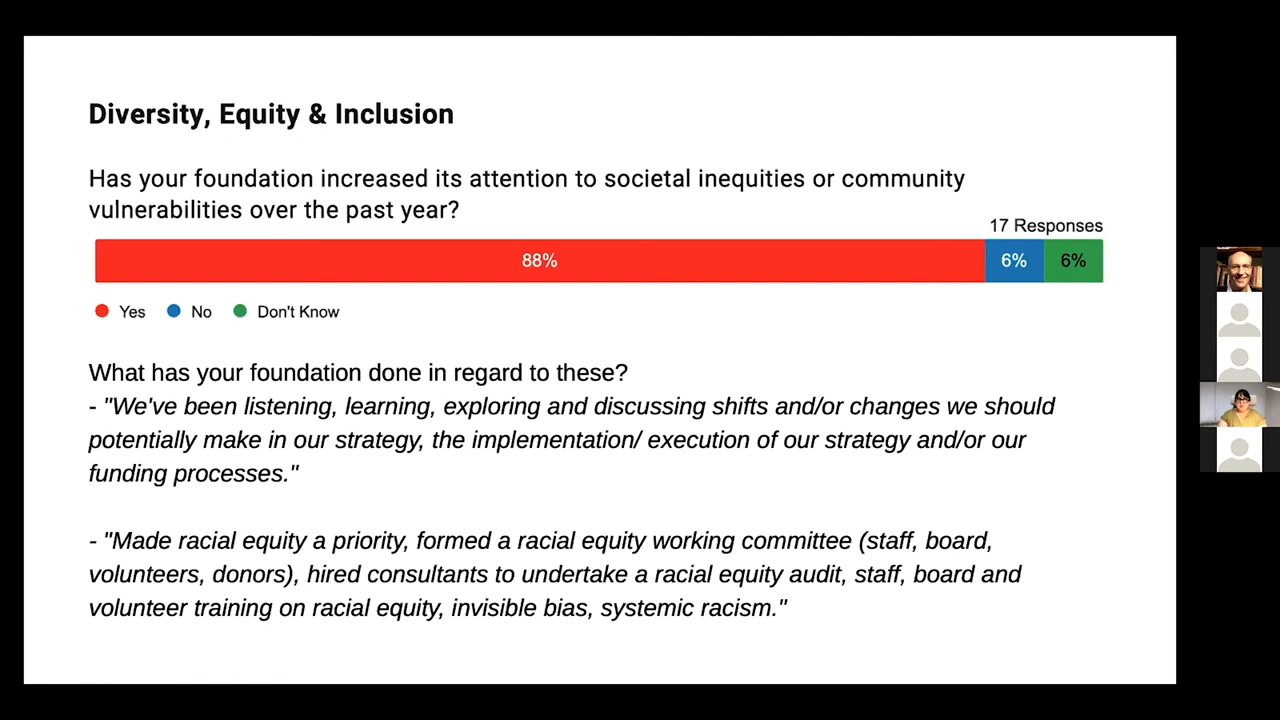 Diversity, Equity & Inclusion
Has your foundation increased its attention to societal inequities or community
vulnerabilities over the past year?
17 Responses
88% 6% 6%
Yes No Don't Know
What has your foundation done in regard to these?
- "We've been listening, learning, exploring and discussing shifts and/or changes we should
potentially make in our strategy, the implementation/ execution of our strategy and/or our
funding processes."
- "Made racial equity a priority, formed a racial equity working committee (staff, board,
volunteers, donors), hired consultants to undertake a racial equity audit, staff, board and
volunteer training on racial equity, invisible bias, systemic racism."